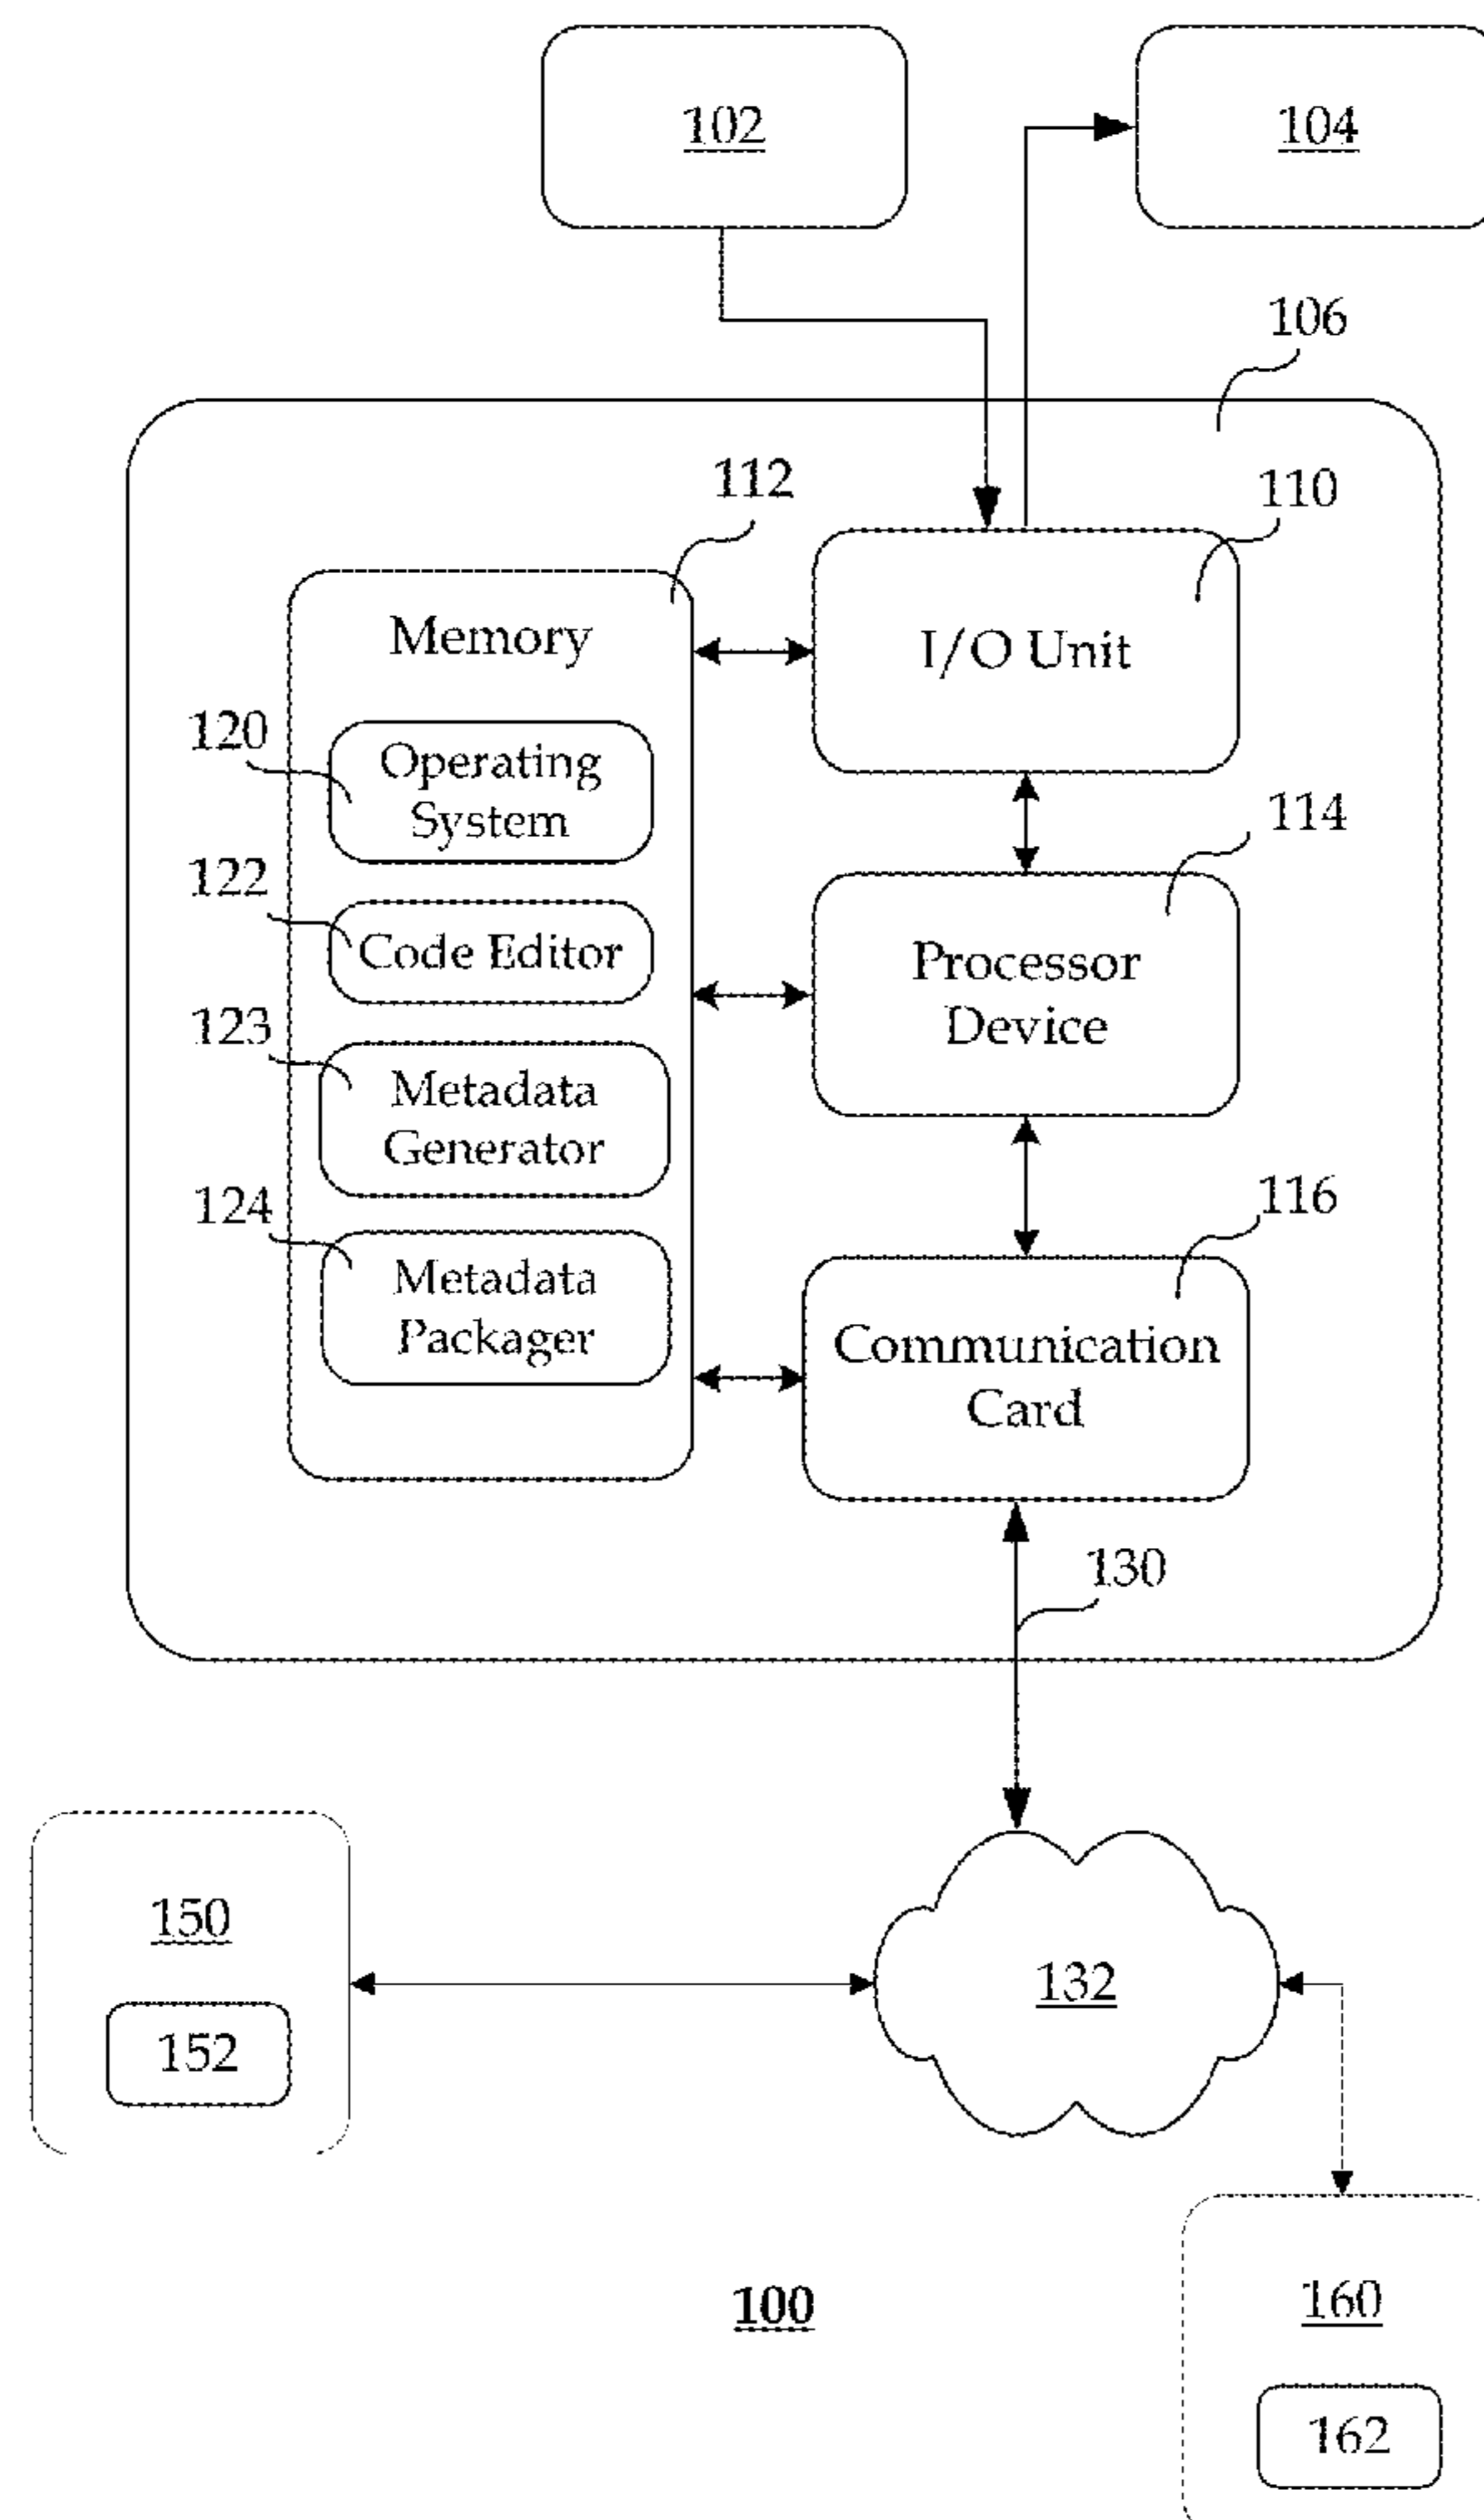 102
104
106
112
110
Memory
I/O Unit
120
Operating
System
114
122
Code Editor
Processor
Device
123
Metadata
Generator
124
116
Metadata
Packager
Communication
Card
130
150
132
152
100
160
162